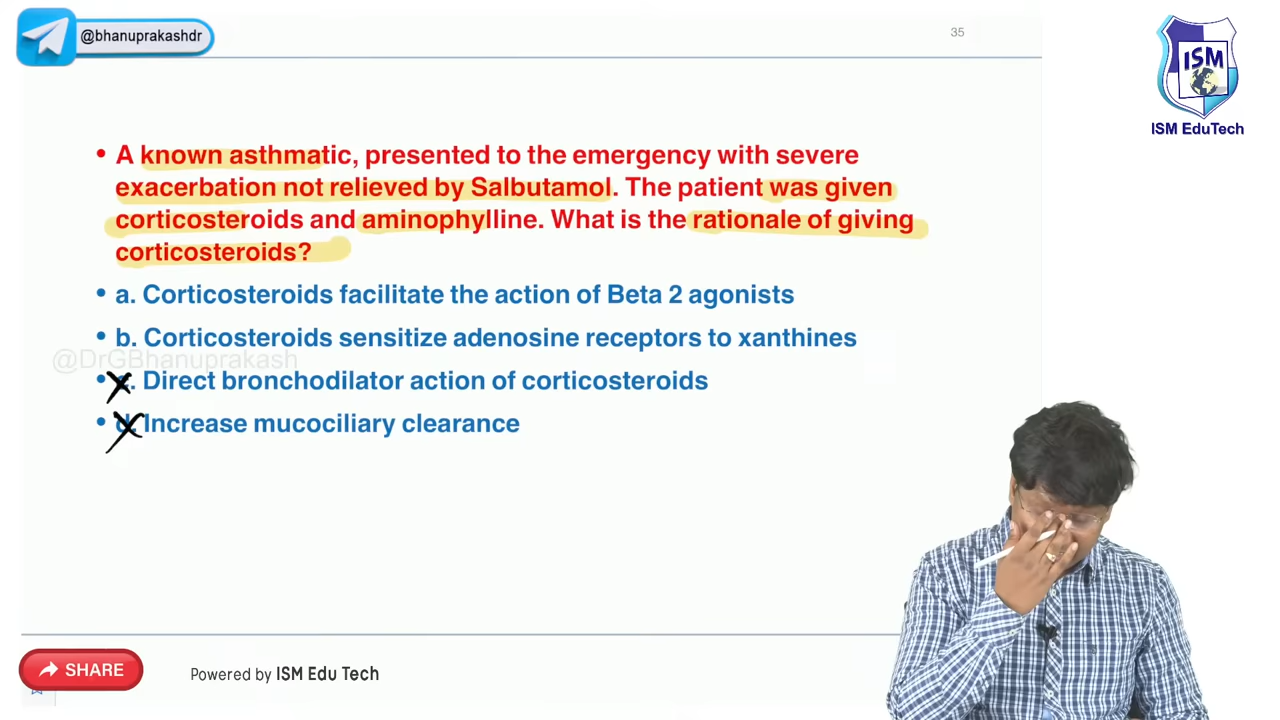 @bhanuprakashdr
35
ISM
ISM EduTech
• A known asthmatic, presented to the emergency with severe
exacerbation not relieved by Salbutamol. The patient was given
corticosteroids and aminophylline. What is the rationale of giving
corticosteroids?
• a. Corticosteroids facilitate the action of Beta 2 agonists
• b. Corticosteroids sensitize adenosine receptors to xanthines
@DrGBhanuprakash
• c. Direct bronchodilator action of corticosteroids
• d. Increase mucociliary clearance
SHARE
Powered by ISM Edu Tech